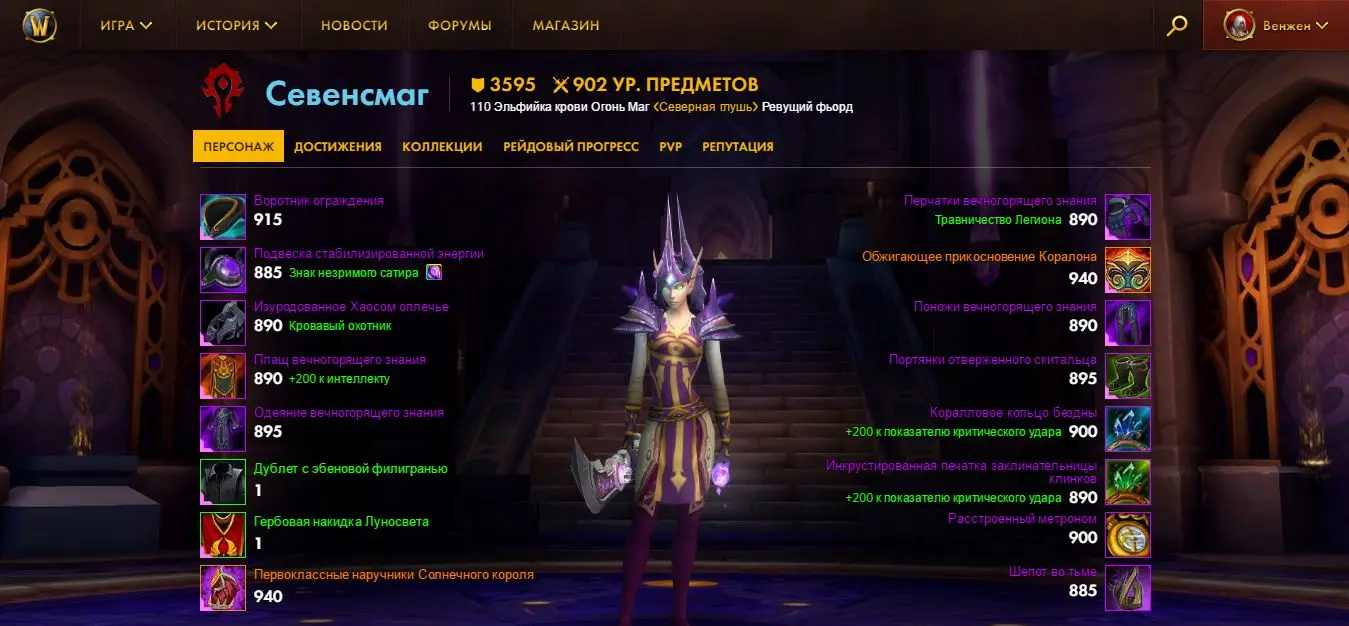 W
ИГРА
ИСТОРИЯ
НОВОСТИ
ФОРУМЫ
МАГАЗИН
Венжен
Севенсмаг
3595 902 УР. ПРЕДМЕТОВ
110 Эльфийка крови Огонь Маг <Северная глушь> Ревущий фьорд
ПЕРСОНАЖ
ДОСТИЖЕНИЯ
КОЛЛЕКЦИИ
РЕЙДОВЫЙ ПРОГРЕСС
PVP
РЕПУТАЦИЯ
Воротник ограждения
915
Подвеска стабилизированной энергии
885 Знак незримого сатира
Изуродованное Хаосом оплечье
890 Кровавый охотник
Плащ вечногорящего знания
890 +200 к интеллекту
Одеяние вечногорящего знания
895
Дублет с эбеновой филигранью
1
Гербовая накидка Луносвета
1
Первоклассные наручники Солнечного короля
940
Перчатки вечногорящего знания
Травничество Легиона 890
Обжигающее прикосновение Коралона
940
Поножи вечногорящего знания
890
Портянки отверженного скитальца
895
Коралловое кольцо бездны
+200 к показателю критического удара 900
Инкрустированная печатка заклинательницы
клинков
+200 к показателю критического удара 890
Расстроенный метроном
900
Шепот во тьме
885